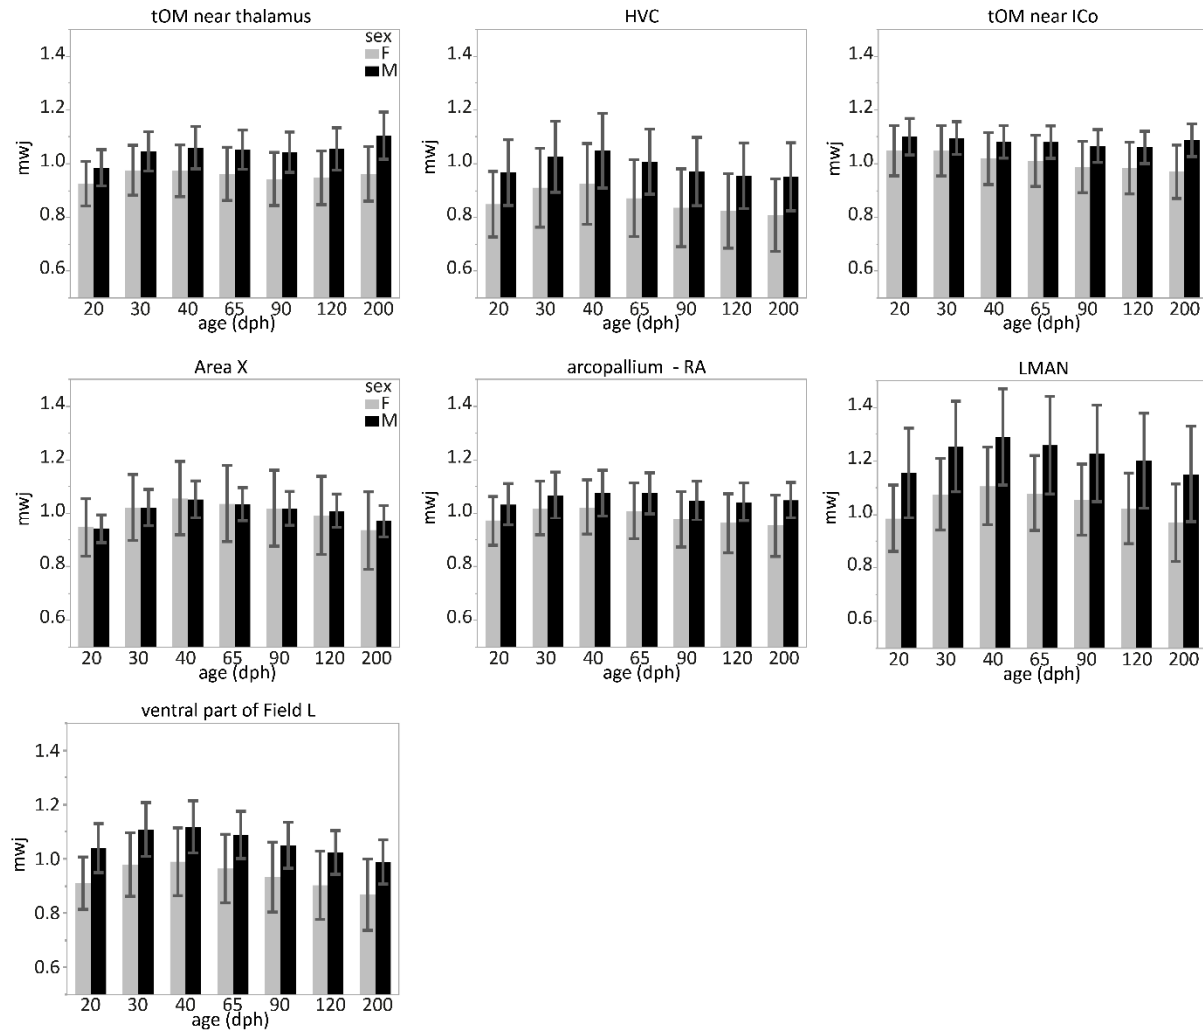 tOM near thalamus
sex
F
M
1.4
1.2
1.0
0.8
0.6
mwj
20 30 40 65 90 120 200
age (dph)
HVC
1.4
1.2
1.0
0.8
0.6
mwj
20 30 40 65 90 120 200
age (dph)
tOM near ICo
1.4
1.2
1.0
0.8
0.6
mwj
20 30 40 65 90 120 200
age (dph)
Area X
sex
F
M
1.4
1.2
1.0
0.8
0.6
mwj
20 30 40 65 90 120 200
age (dph)
arcopallium - RA
1.4
1.2
1.0
0.8
0.6
mwj
20 30 40 65 90 120 200
age (dph)
LMAN
1.4
1.2
1.0
0.8
0.6
mwj
20 30 40 65 90 120 200
age (dph)
ventral part of Field L
1.4
1.2
1.0
0.8
0.6
mwj
20 30 40 65 90 120 200
age (dph)